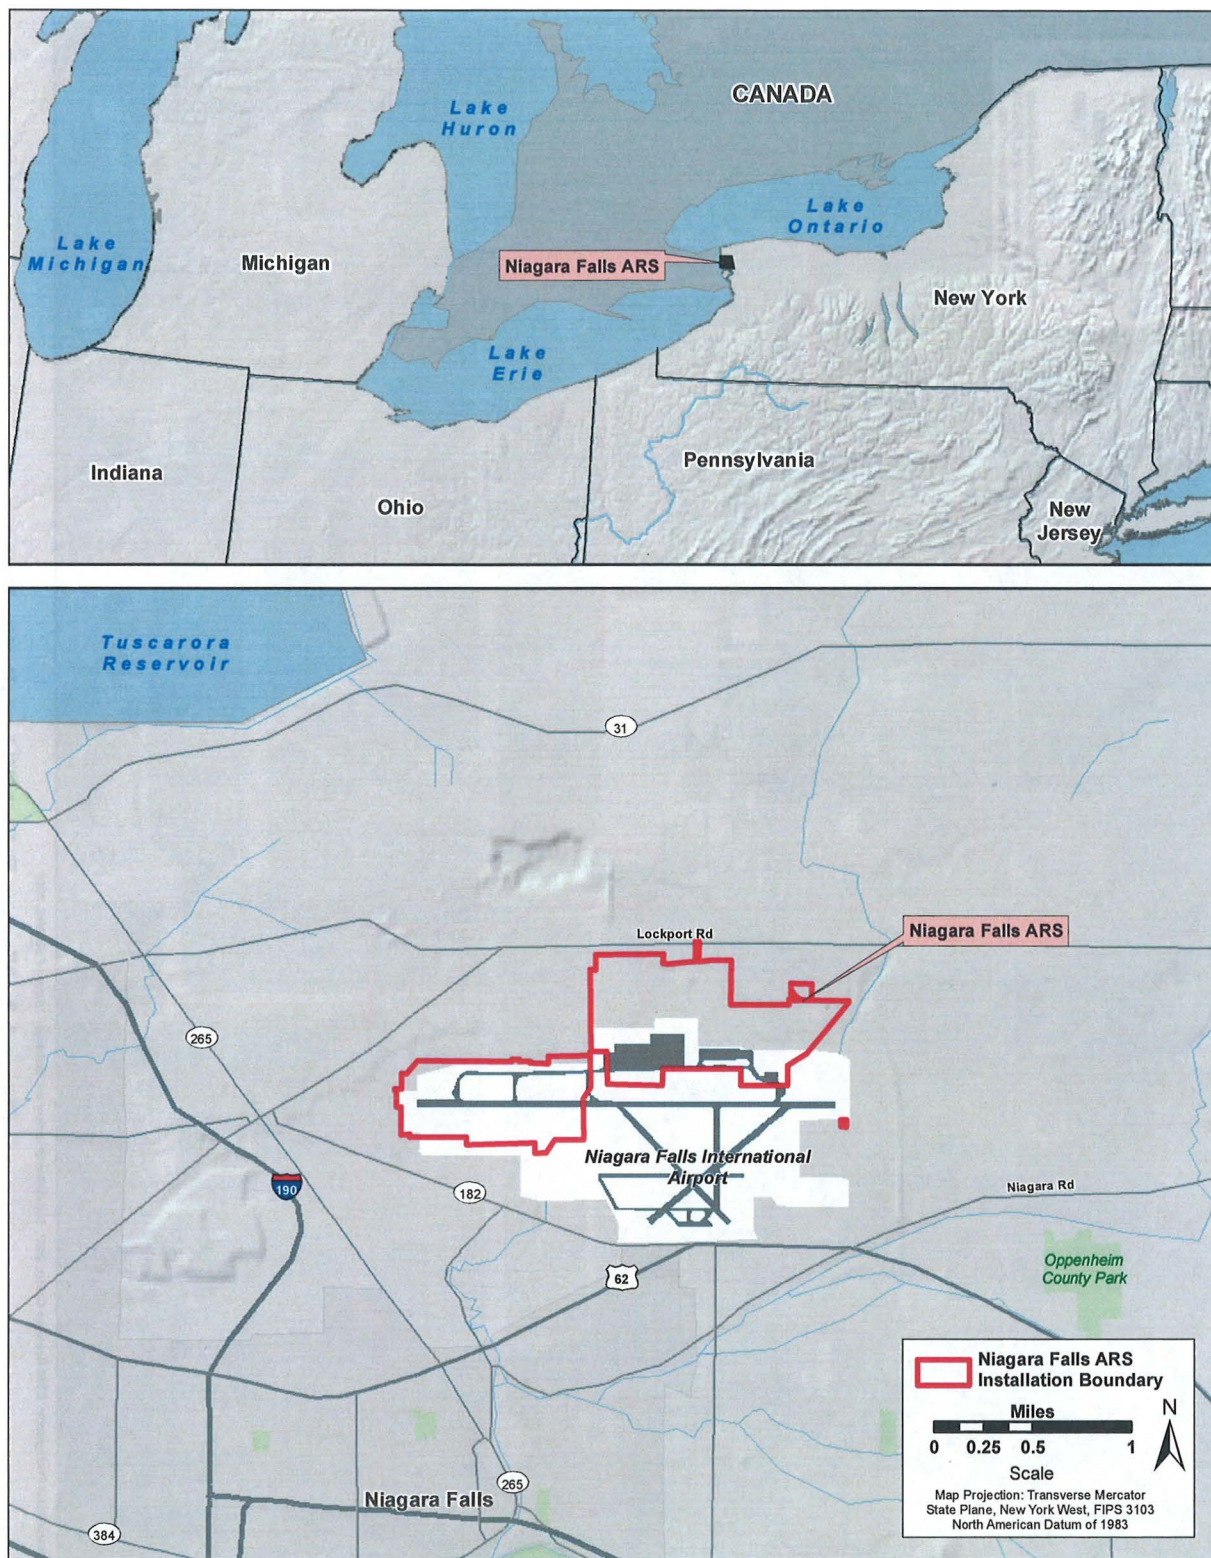 CANADA
Lake
Huron
Lake
Ontario
Lake
Michigan
Michigan
Niagara Falls ARS
New York
Lake
Erie
Indiana
Ohio
Pennsylvania
New
Jersey
Tuscarora
Reservoir
31
Lockport Rd
Niagara Falls ARS
265
Niagara Falls International
Airport
190
182
Niagara Rd
62
Oppenheim
County Park
Niagara Falls ARS
Installation Boundary
Miles
N
0 0.25 0.5 1
Scale
Map Projection: Transverse Mercator
State Plane, New York West, FIPS 3103
North American Datum of 1983
265
Niagara Falls
384